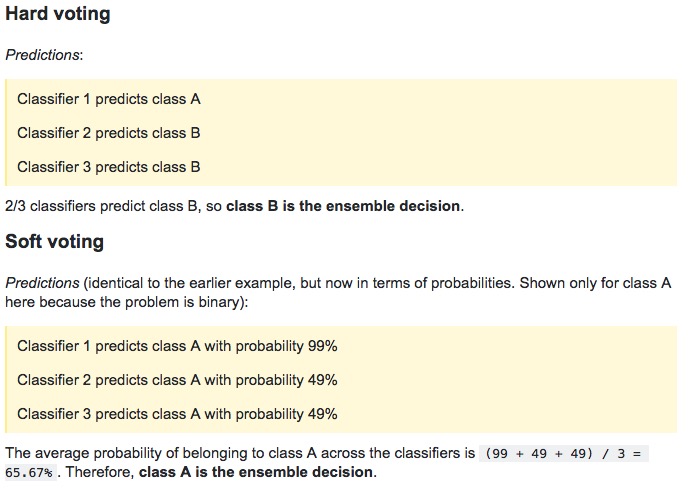 Hard voting
Predictions:
Classifier 1 predicts class A
Classifier 2 predicts class B
Classifier 3 predicts class B
2/3 classifiers predict class B, so class B is the ensemble decision.
Soft voting
Predictions (identical to the earlier example, but now in terms of probabilities. Shown only for class A
here because the problem is binary):
Classifier 1 predicts class A with probability 99%
Classifier 2 predicts class A with probability 49%
Classifier 3 predicts class A with probability 49%
The average probability of belonging to class A across the classifiers is (99 + 49 + 49) / 3 =
65.67% . Therefore, class A is the ensemble decision.